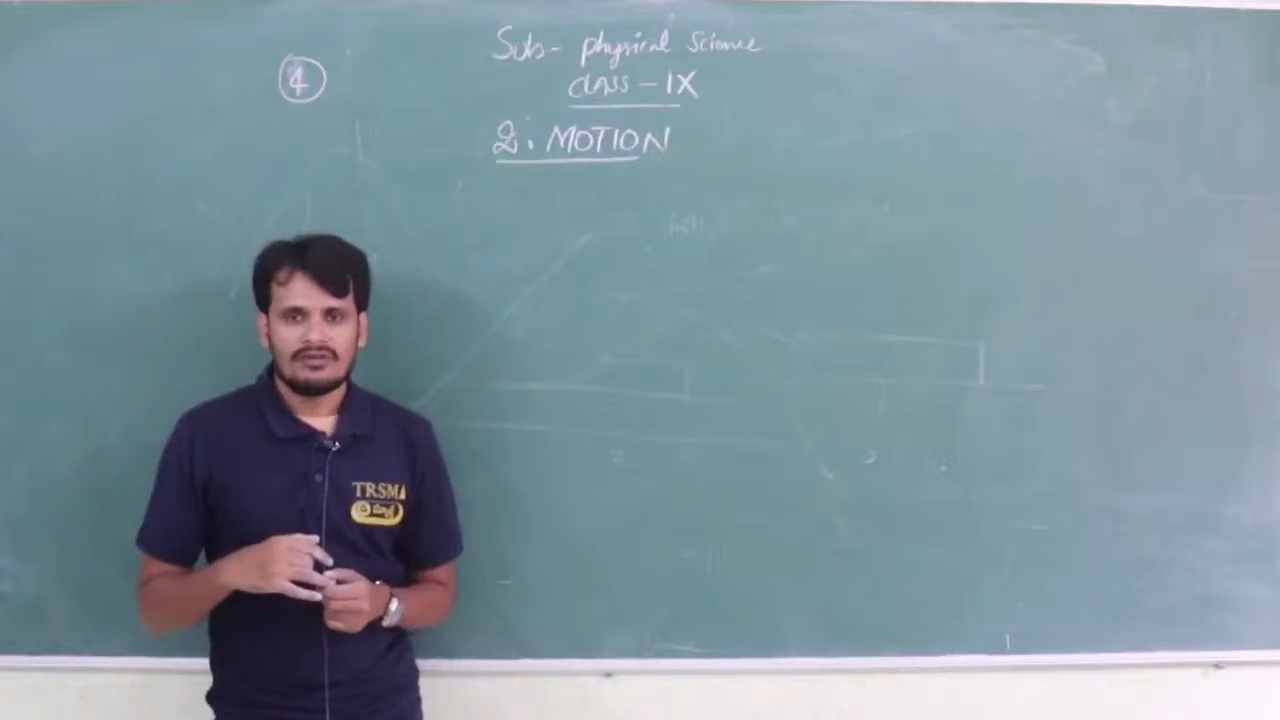 Sub- physical science
④
CLASS - IX
2. MOTION
TRSMA